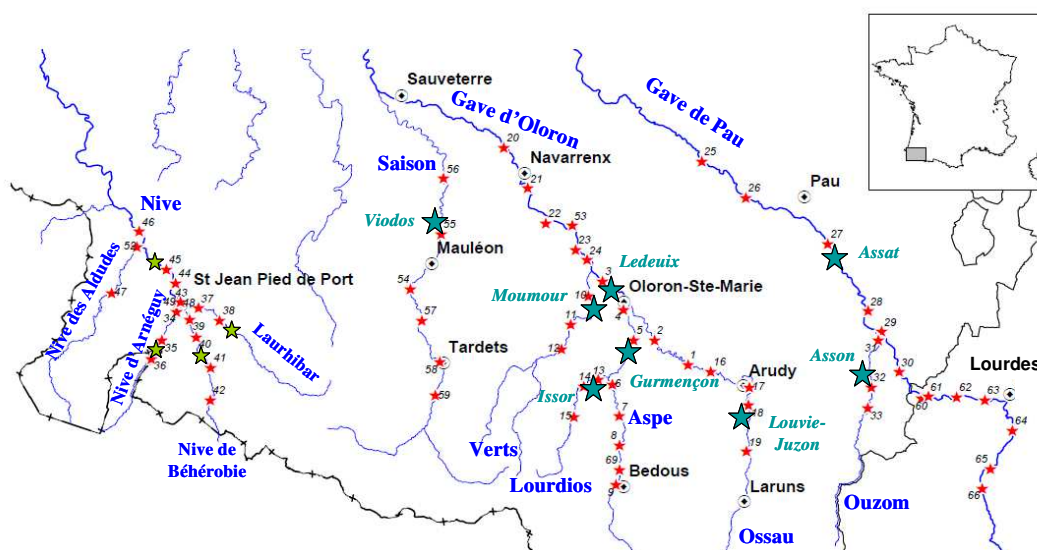 Sauveterre
Gave d'Oloron
Gave de Pau
20
Navarrenx
25
Saison
56
21
26
Pau
Nive
46
22
53
Viodos
55
23
27
52
Mauléon
24
Assat
45
Ledeuix
44
St Jean Pied de Port
3
Oloron-Ste-Marie
47
54
Moumour
10
43
49
48
37
4
28
Nive des Aldudes
34
38
57
11
29
Nive d'Arnéguy
39
5
2
31
35
40
Laurhibar
12
36
41
Tardets
Gurmençon
1
16
Arudy
Asson
30
Lourdes
58
14
13
6
17
32
42
59
Issor
15
7
Aspe
18
Louvie-
Juzon
33
60
61
62
63
Nive de
Béhérobie
Verts
8
19
64
Lourdios
69
Bedous
9
Laruns
Ouzom
65
66
Ossau